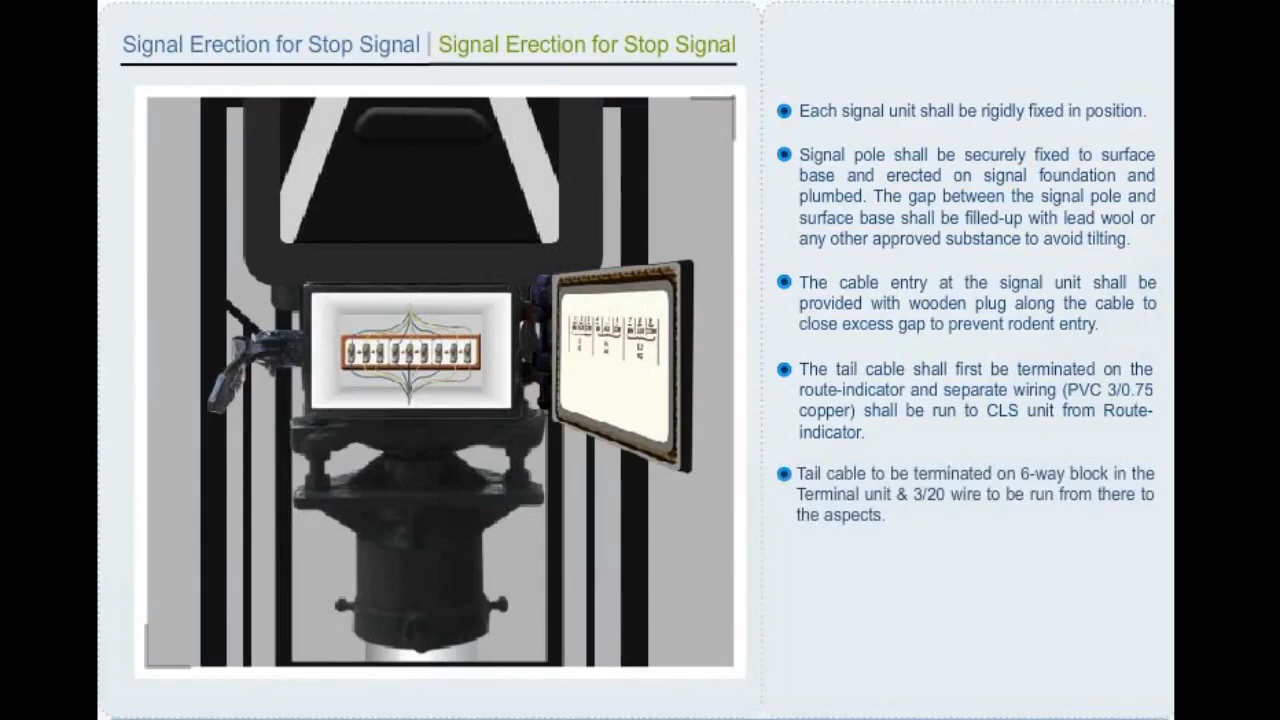 Signal Erection for Stop Signal | Signal Erection for Stop Signal
Each signal unit shall be rigidly fixed in position.
Signal pole shall be securely fixed to surface
base and erected on signal foundation and
plumbed. The gap between the signal pole and
surface base shall be filled-up with lead wool or
any other approved substance to avoid tilting.
The cable entry at the signal unit shall be
provided with wooden plug along the cable to
close excess gap to prevent rodent entry.
The tail cable shall first be terminated on the
route-indicator and separate wiring (PVC 3/0.75
copper) shall be run to CLS unit from Route-
indicator.
Tail cable to be terminated on 6-way block in the
Terminal unit & 3/20 wire to be run from there to
the aspects.